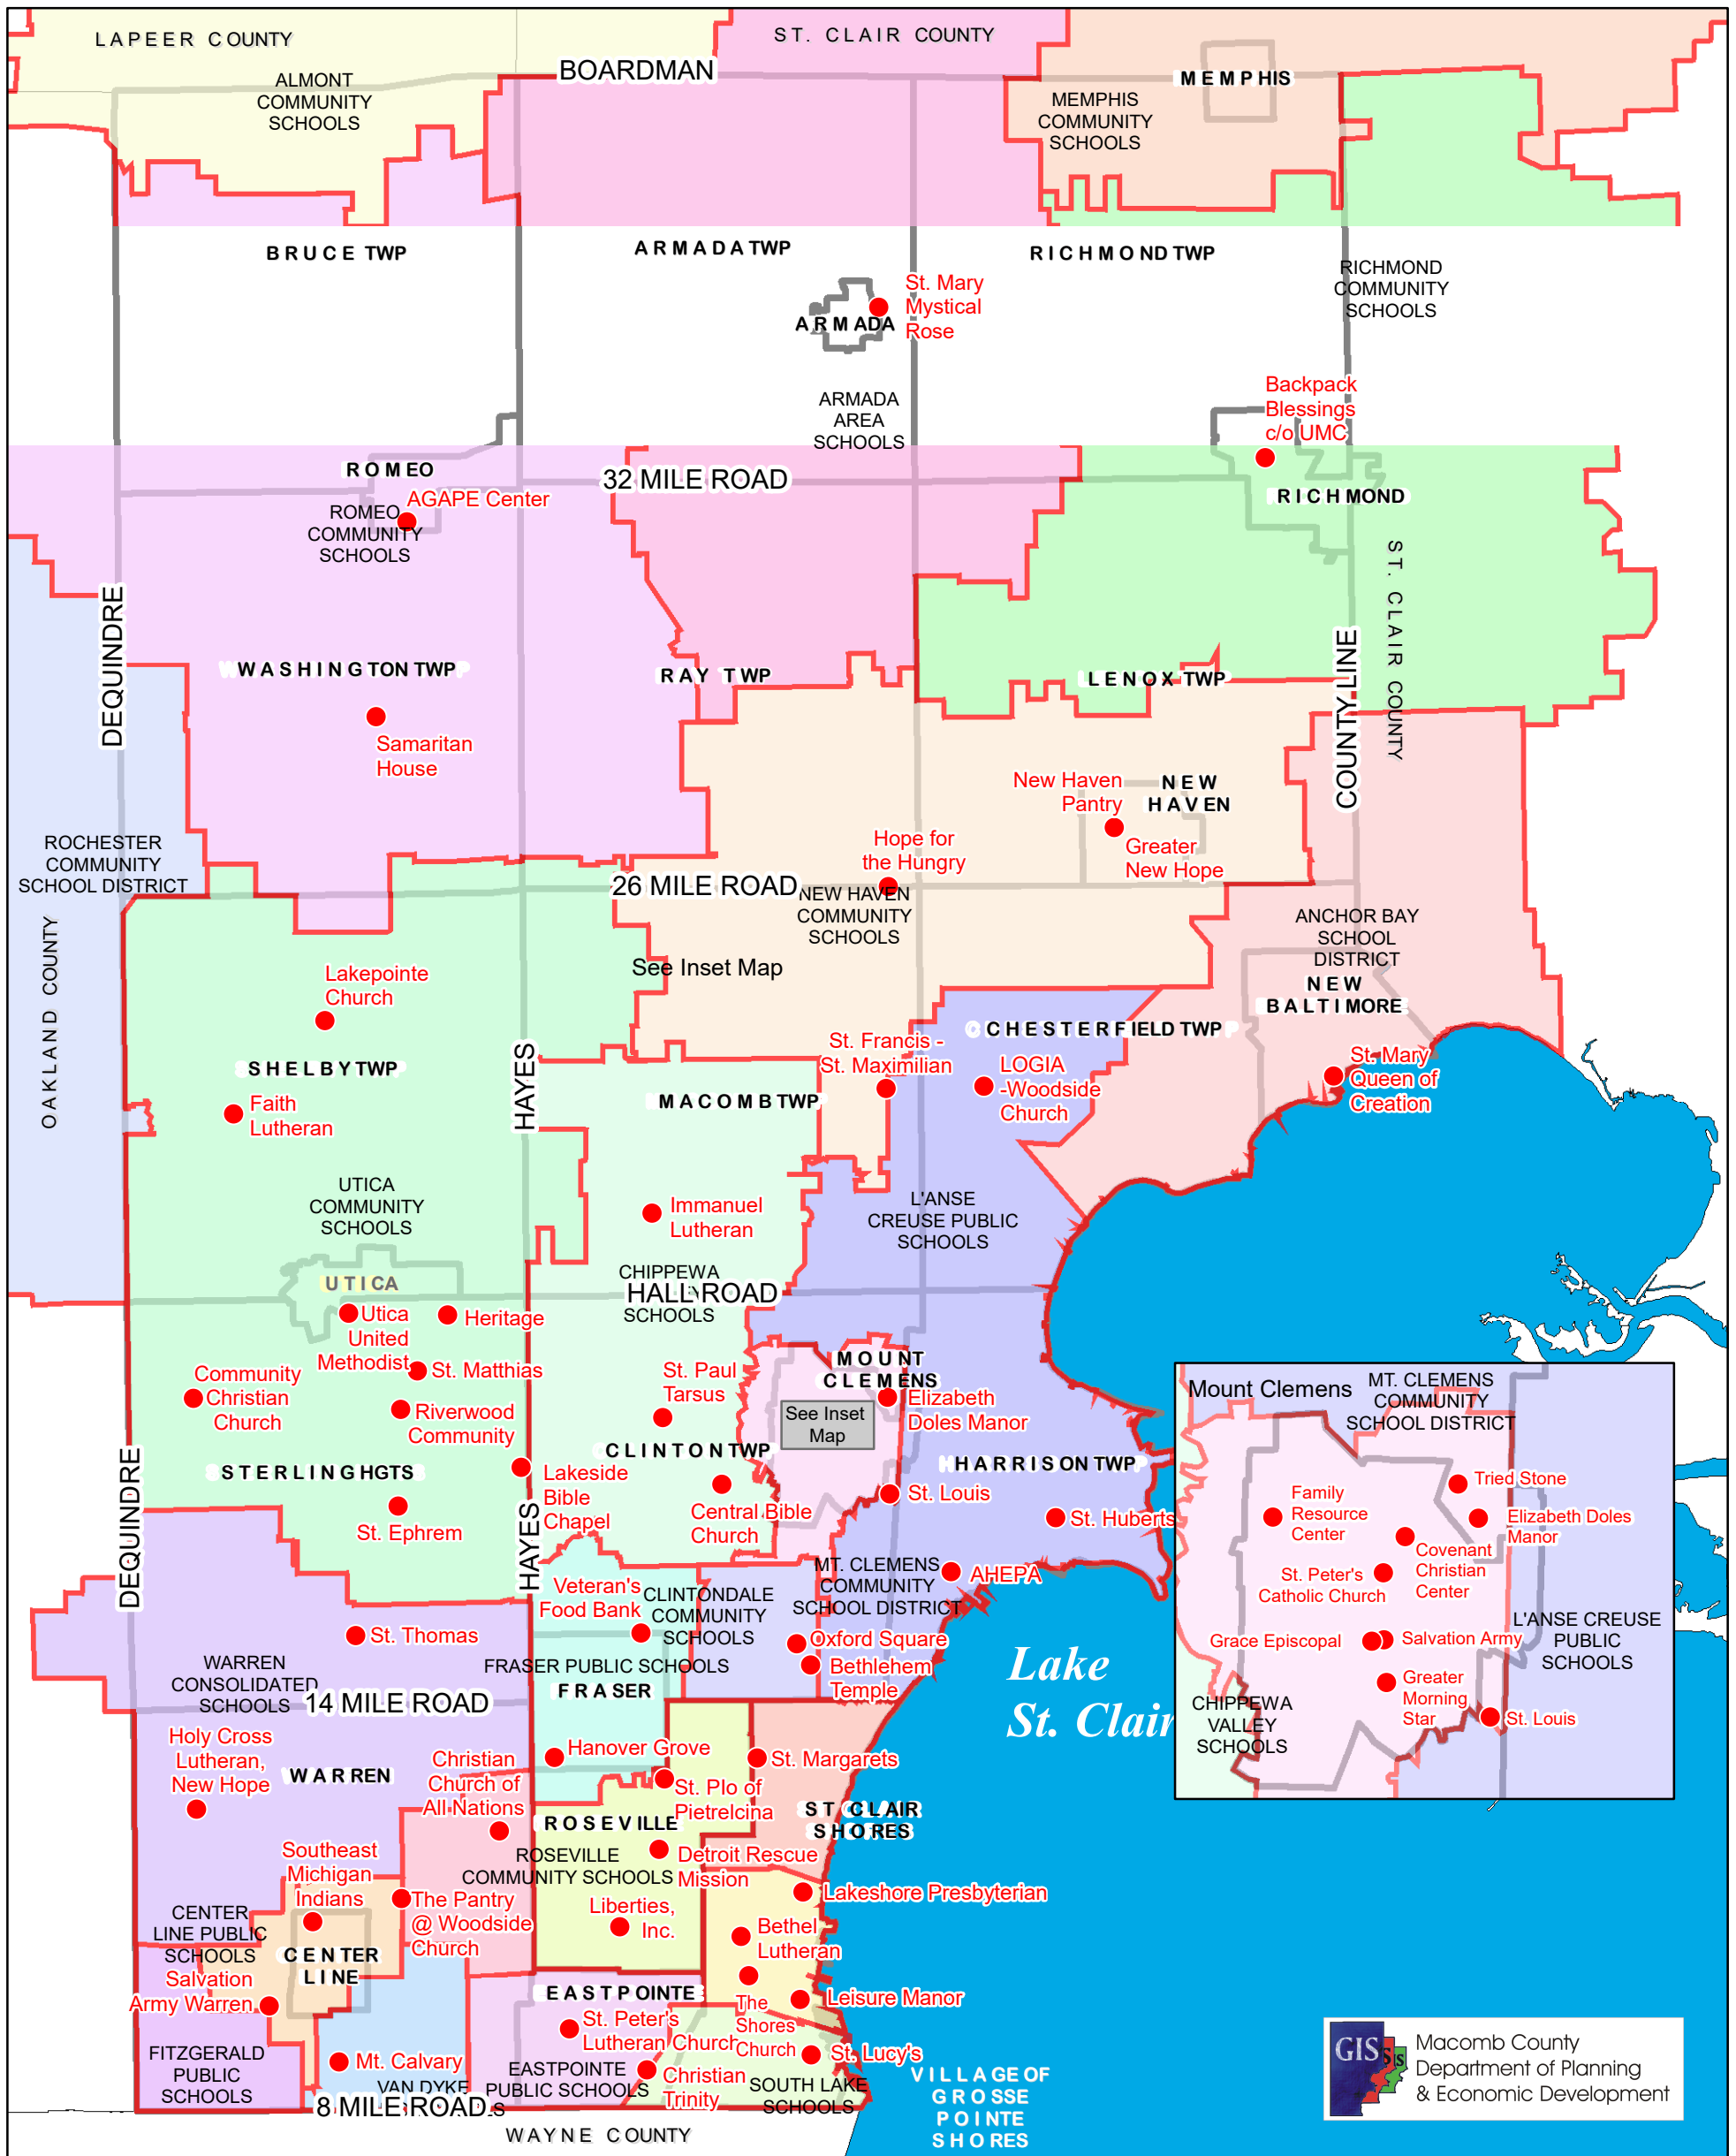 LAPEER COUNTY
ST. CLAIR COUNTY
BOARDMAN
ALMONT
COMMUNITY
SCHOOLS
MEMPHIS
MEMPHIS
COMMUNITY
SCHOOLS
BRUCE TWP
ARMADA TWP
RICHMOND TWP
RICHMOND
COMMUNITY
SCHOOLS
St. Mary
Mystical
Rose
ARMADA
ARMADA
AREA
SCHOOLS
Backpack
Blessings
c/o UMC
ROMEO
32 MILE ROAD
AGAPE Center
ROMEO
COMMUNITY
SCHOOLS
RICHMOND
ST. CLAIR COUNTY
DEQUINDRE
COUNTY LINE
WASHINGTON TWP
RAY TWP
LENOX TWP
Samaritan
House
New Haven
Pantry
NEW
HAVEN
Hope for
the Hungry
Greater
New Hope
ROCHESTER
COMMUNITY
SCHOOL DISTRICT
26 MILE ROAD
NEW HAVEN
COMMUNITY
SCHOOLS
ANCHOR BAY
SCHOOL
DISTRICT
OAKLAND COUNTY
See Inset Map
Lakepointe
Church
NEW
BALTIMORE
CHESTERFIELD TWP
St. Francis -
St. Maximilian
LOGIA
-Woodside
Church
St. Mary
Queen of
Creation
SHELBY TWP
HAYES
MACOMB TWP
Faith
Lutheran
UTICA
COMMUNITY
SCHOOLS
Immanuel
Lutheran
L'ANSE
CREUSE PUBLIC
SCHOOLS
UTICA
CHIPPEWA
HALL ROAD
SCHOOLS
Utica
United
Methodist
Heritage
Community
Christian
Church
St. Matthias
Riverwood
Community
St. Paul
Tarsus
MOUNT
CLEMENS
Elizabeth
Doles Manor
See Inset
Map
CLINTON TWP
HARRISON TWP
STERLING HGTS
Lakeside
Bible
Chapel
Central Bible
Church
St. Louis
St. Huberts
St. Ephrem
DEQUINDRE
HAYES
Veteran's
Food Bank
CLINTONDALE
COMMUNITY
SCHOOLS
MT. CLEMENS
COMMUNITY
SCHOOL DISTRICT
AHEPA
St. Thomas
Oxford Square
Bethlehem
Temple
FRASER PUBLIC SCHOOLS
FRASER
WARREN
CONSOLIDATED
SCHOOLS
14 MILE ROAD
Lake
St. Clair
Holy Cross
Lutheran,
New Hope
WARREN
Christian
Church of
All Nations
Hanover Grove
St. Margarets
St. PIo of
Pietrelcina
ST CLAIR
SHORES
ROSEVILLE
ROSEVILLE
COMMUNITY SCHOOLS
Detroit Rescue
Mission
Southeast
Michigan
Indians
The Pantry
@ Woodside
Church
Liberties,
Inc.
Lakeshore Presbyterian
Bethel
Lutheran
CENTER
LINE PUBLIC
SCHOOLS
CENTER
LINE
Salvation
Army Warren
EASTPOINTE
The
Shores
Church
Leisure Manor
St. Peter's
Lutheran Church
St. Lucy's
FITZGERALD
PUBLIC
SCHOOLS
Mt. Calvary
VAN DYKE
EASTPOINTE
PUBLIC SCHOOLS
Christian
Trinity
SOUTH LAKE
SCHOOLS
8 MILE ROAD
WAYNE COUNTY
VILLAGE OF
GROSSE
POINTE
SHORES
Mount Clemens
MT. CLEMENS
COMMUNITY
SCHOOL DISTRICT
Tried Stone
Family
Resource
Center
Elizabeth Doles
Manor
Covenant
Christian
Center
St. Peter's
Catholic Church
Grace Episcopal
Salvation Army
L'ANSE CREUSE
PUBLIC
SCHOOLS
Greater
Morning
Star
St. Louis
CHIPPEWA
VALLEY
SCHOOLS
GIS
Macomb County
Department of Planning
& Economic Development